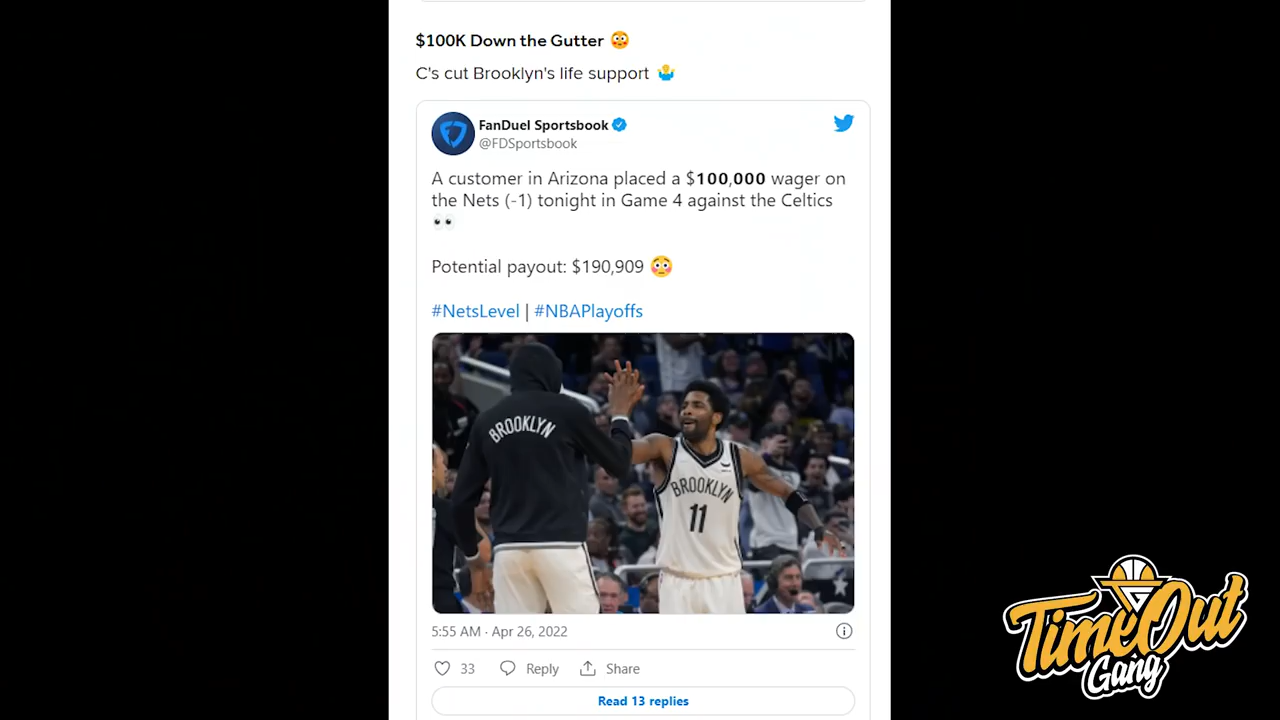 $100K Down the Gutter 😳
C's cut Brooklyn's life support 🤷
FanDuel Sportsbook
@FDSportsbook
A customer in Arizona placed a $𝟭𝟬𝟬,𝟬𝟬𝟬 wager on
the Nets (-1) tonight in Game 4 against the Celtics
👀
Potential payout: $190,909 😳
#NetsLevel | #NBAPlayoffs
BROOKLYN
BROOKLYN
11
5:55 AM · Apr 26, 2022
33 Reply Share
Read 13 replies
TimeOut
Gang